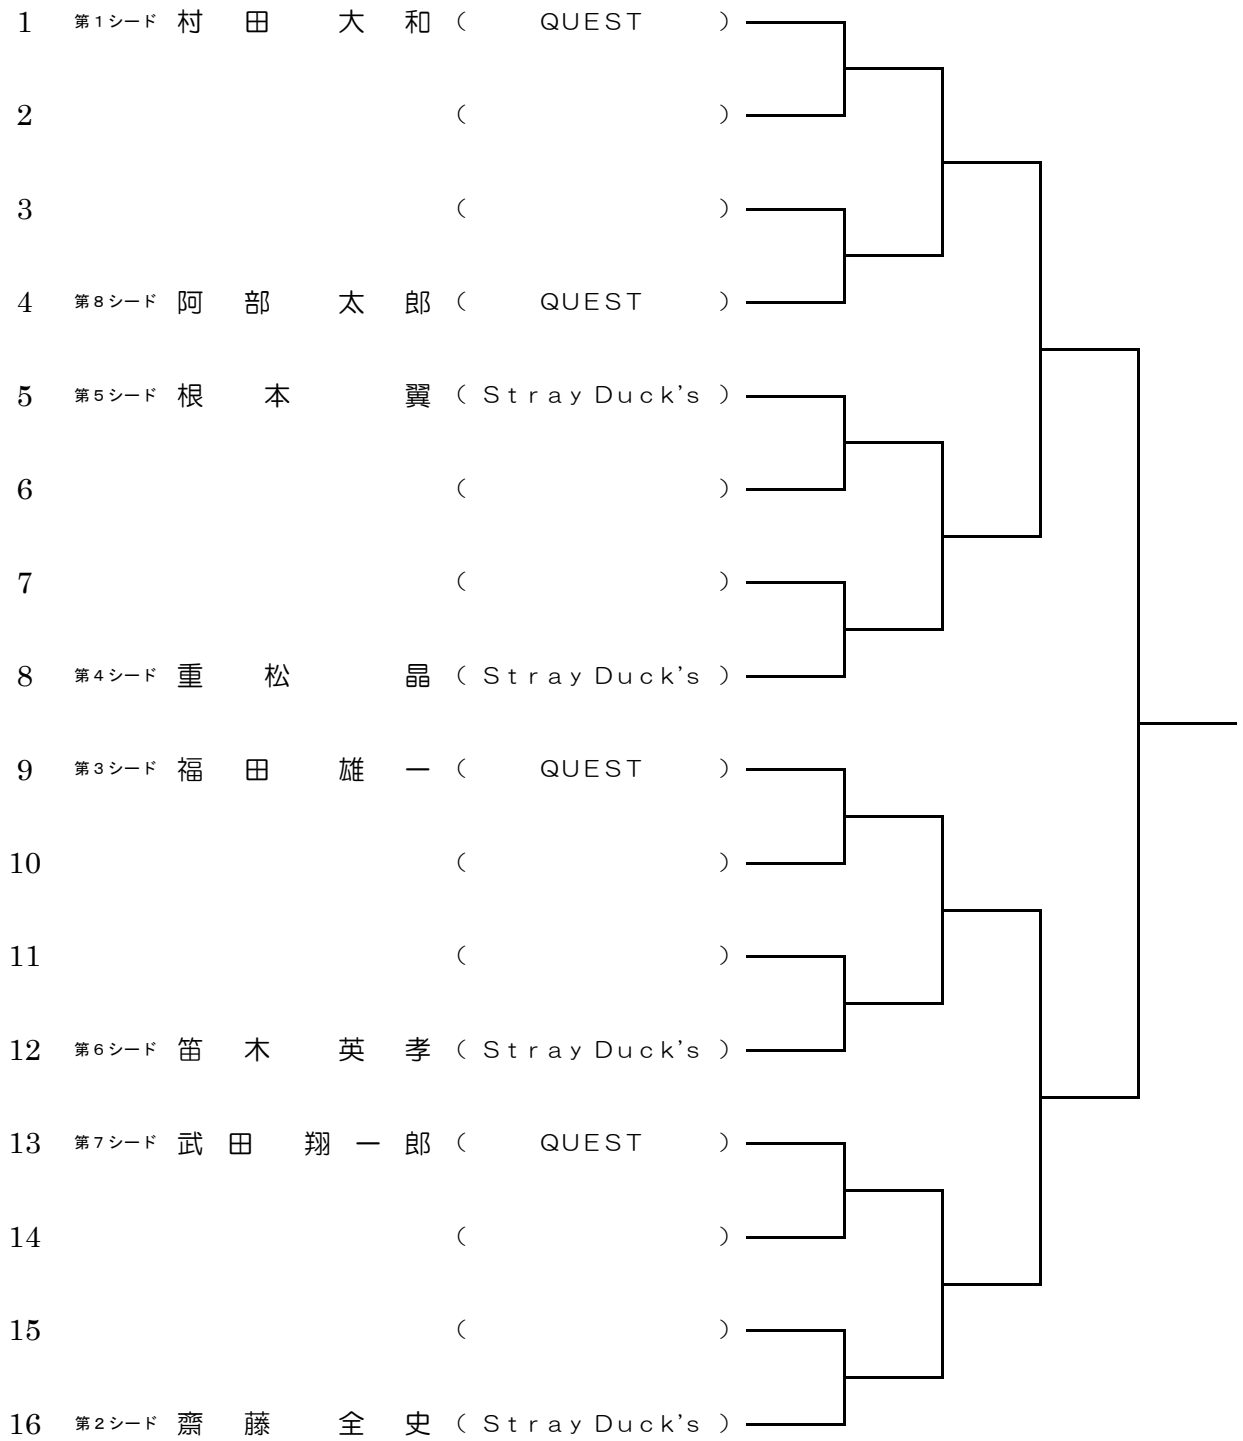 1 第1シード 村田 大和 ( QUEST )
2 ( )
3 ( )
4 第8シード 阿部 太郎 ( QUEST )
5 第5シード 根本 翼 ( Stray Duck's )
6 ( )
7 ( )
8 第4シード 重松 晶 ( Stray Duck's )
9 第3シード 福田 雄一 ( QUEST )
10 ( )
11 ( )
12 第6シード 笛木 英孝 ( Stray Duck's )
13 第7シード 武田 翔一郎 ( QUEST )
14 ( )
15 ( )
16 第2シード 齋藤 全史 ( Stray Duck's )